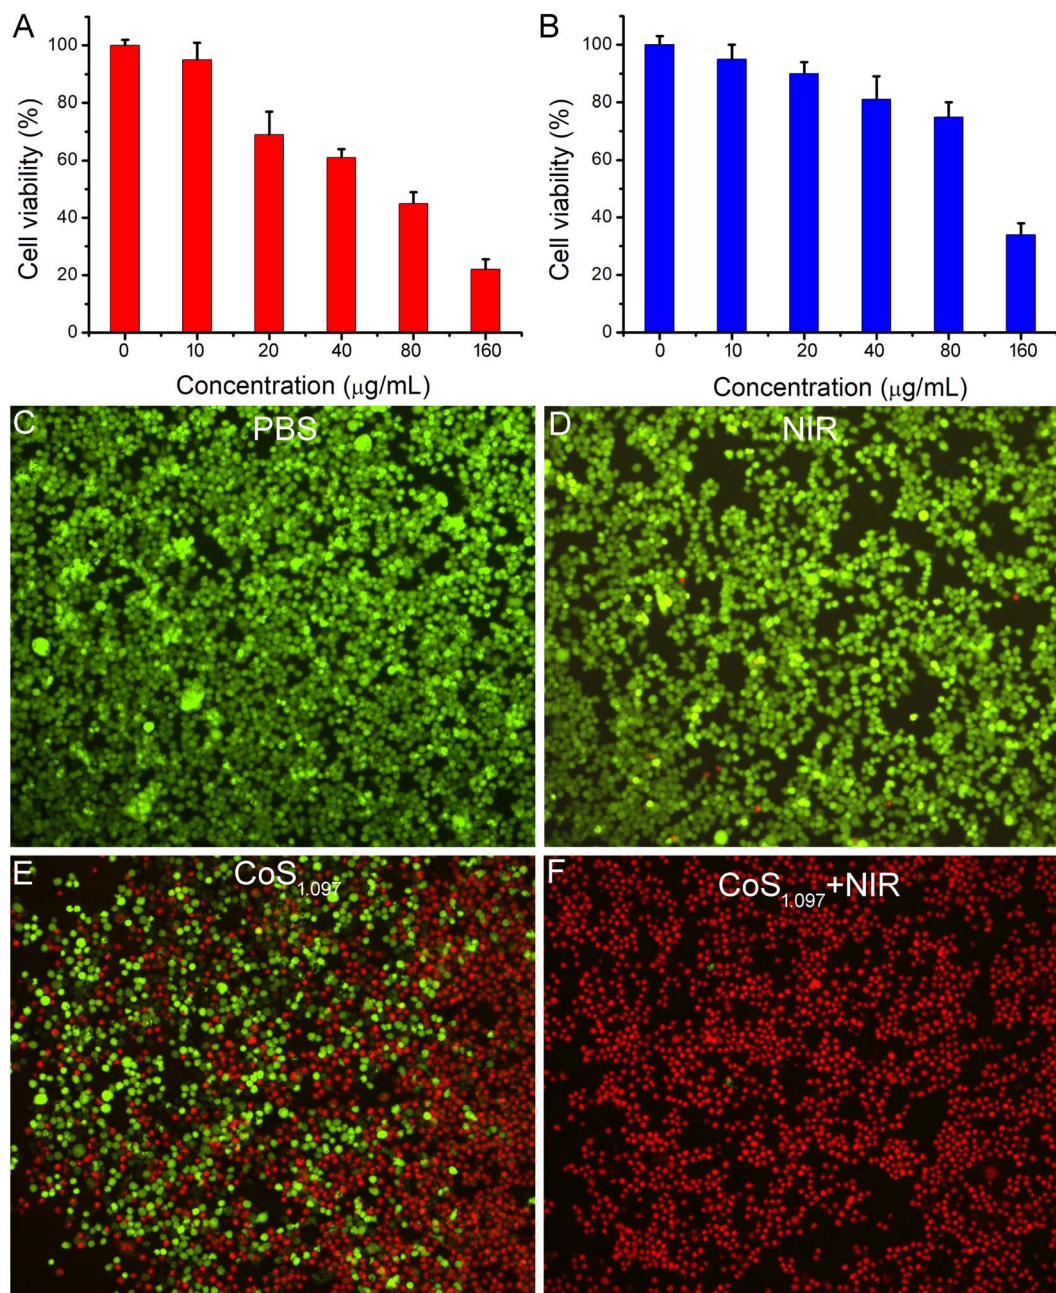 A
Cell viability (%)
100
80
60
40
20
0
0 10 20 40 80 160
Concentration (μg/mL)
B
Cell viability (%)
100
80
60
40
20
0
0 10 20 40 80 160
Concentration (μg/mL)
C PBS
D NIR
E CoS1.097
F CoS1.097+NIR